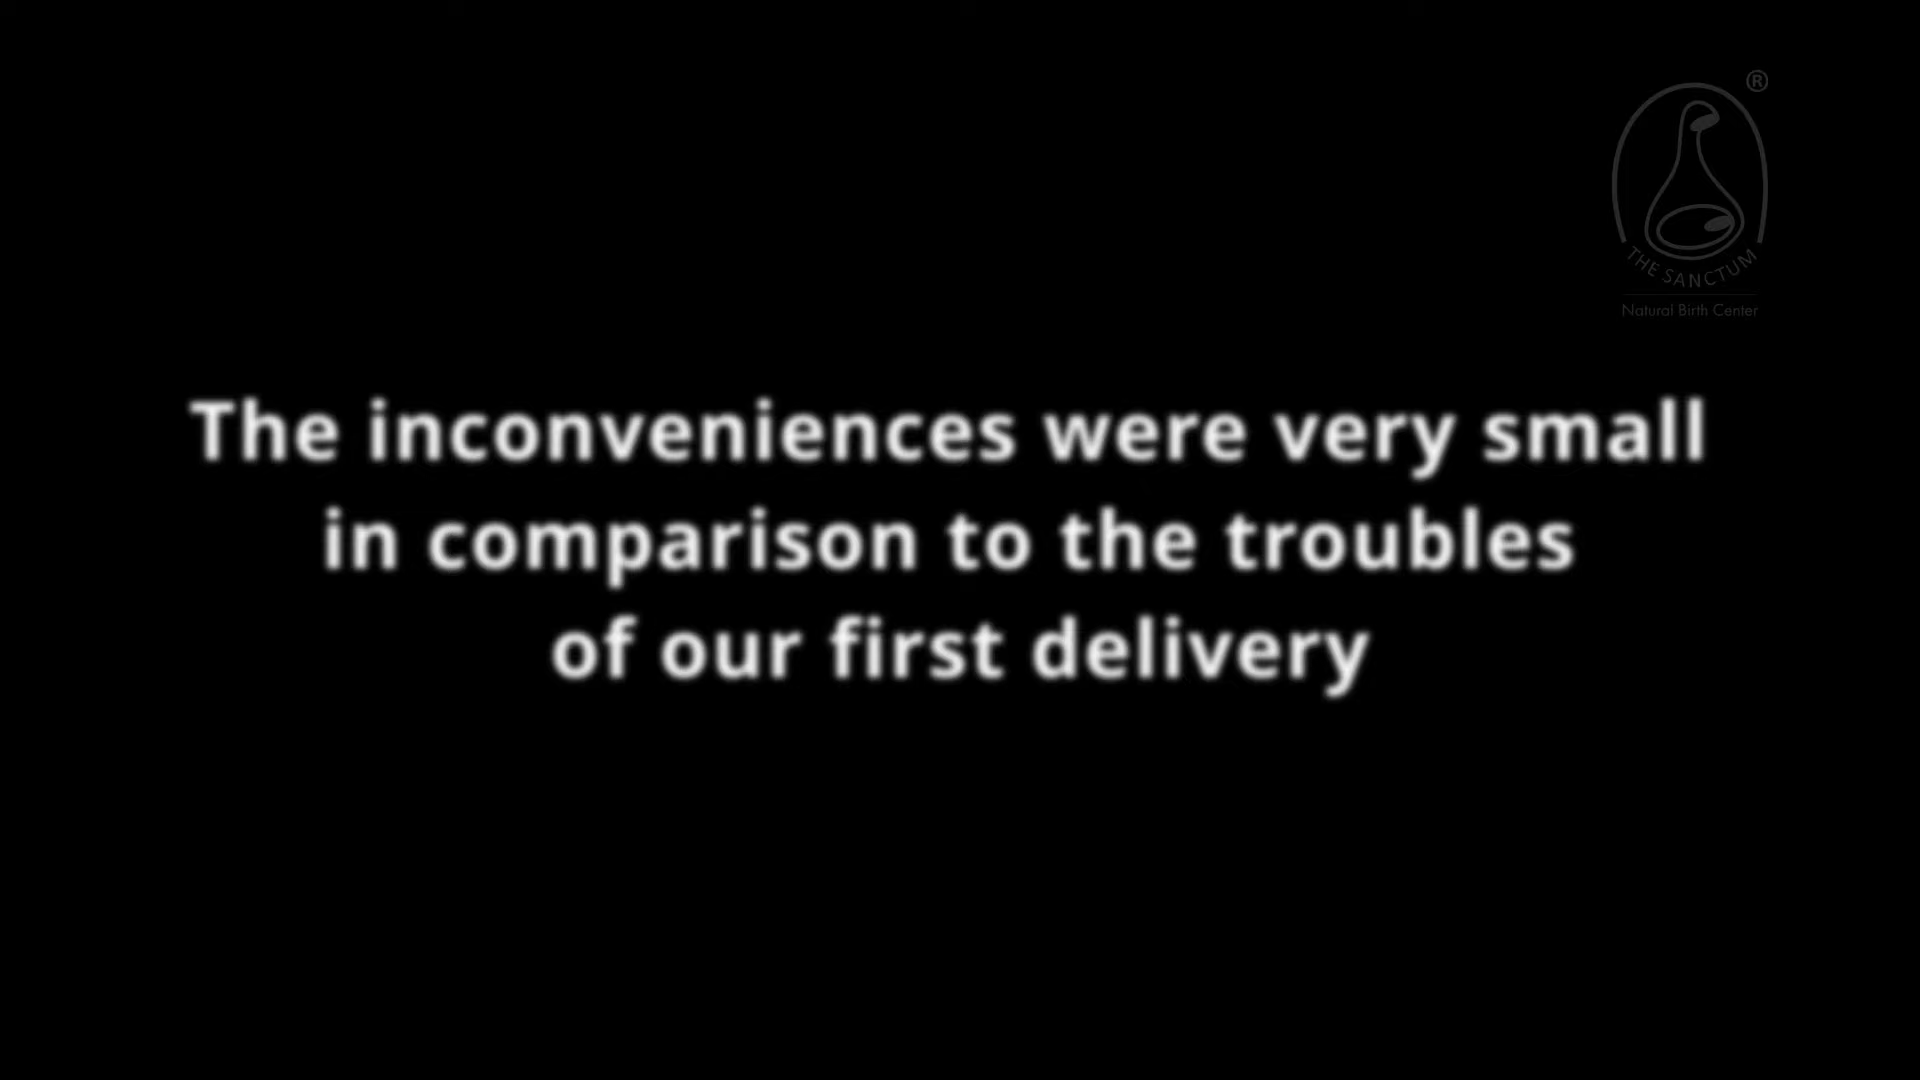 ®
THE SANCTUM
Natural Birth Center
The inconveniences were very small
in comparison to the troubles
of our first delivery